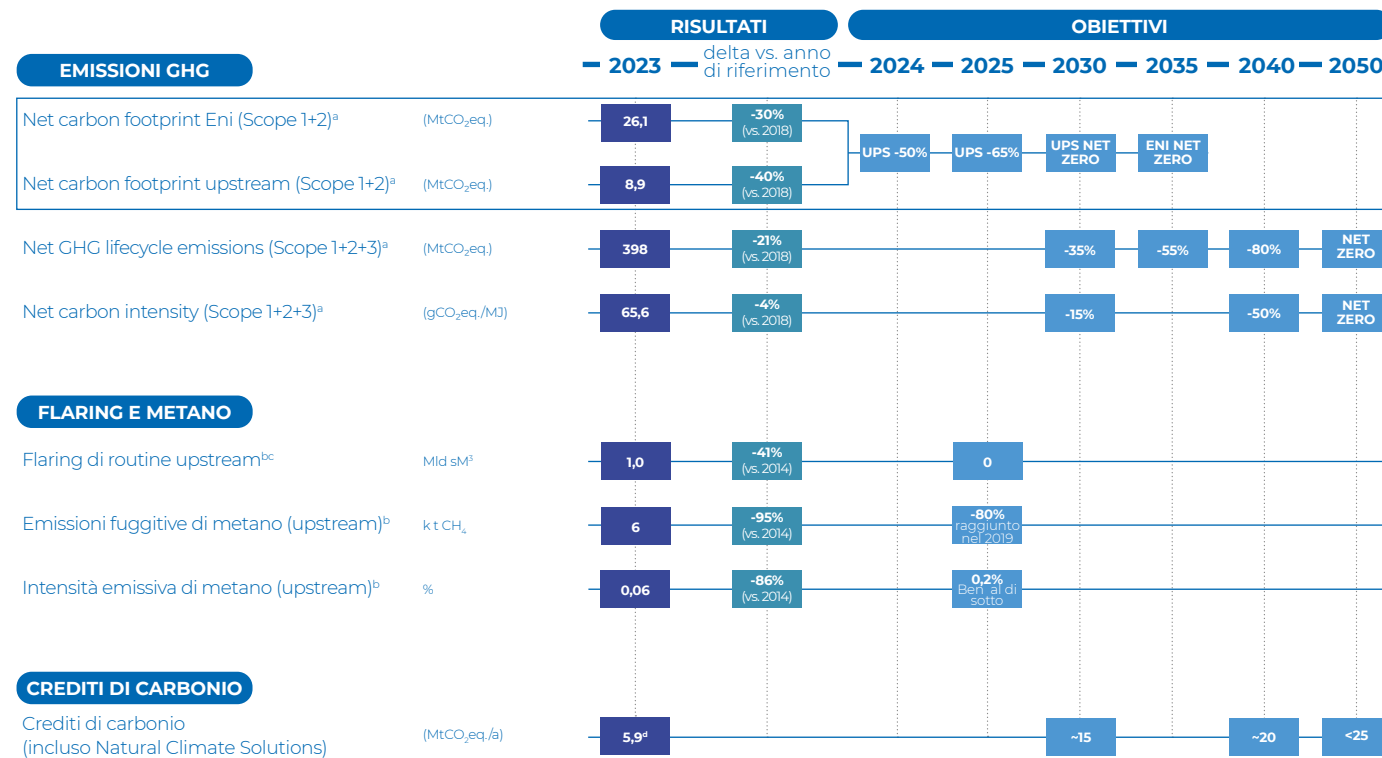 RISULTATI
OBIETTIVI
EMISSIONI GHG
2023
delta vs. anno
di riferimento
2024
2025
2030
2035
2040
2050
Net carbon footprint Eni (Scope 1+2)ᵃ
(MtCO₂eq.)
26,1
-30%
(vs. 2018)
UPS -50%
UPS -65%
UPS NET
ZERO
ENI NET
ZERO
Net carbon footprint upstream (Scope 1+2)ᵃ
(MtCO₂eq.)
8,9
-40%
(vs. 2018)
Net GHG lifecycle emissions (Scope 1+2+3)ᵃ
(MtCO₂eq.)
398
-21%
(vs. 2018)
-35%
-55%
-80%
NET
ZERO
Net carbon intensity (Scope 1+2+3)ᵃ
(gCO₂eq./MJ)
65,6
-4%
(vs. 2018)
-15%
-50%
NET
ZERO
FLARING E METANO
Flaring di routine upstreamᵇᶜ
Mld sM³
1,0
-41%
(vs. 2014)
0
Emissioni fuggitive di metano (upstream)ᵇ
k t CH₄
6
-95%
(vs. 2014)
-80%
raggiunto
nel 2019
Intensità emissiva di metano (upstream)ᵇ
%
0,06
-86%
(vs. 2014)
0,2%
Ben al di
sotto
CREDITI DI CARBONIO
Crediti di carbonio
(incluso Natural Climate Solutions)
(MtCO₂eq./a)
5,9ᵈ
~15
~20
<25